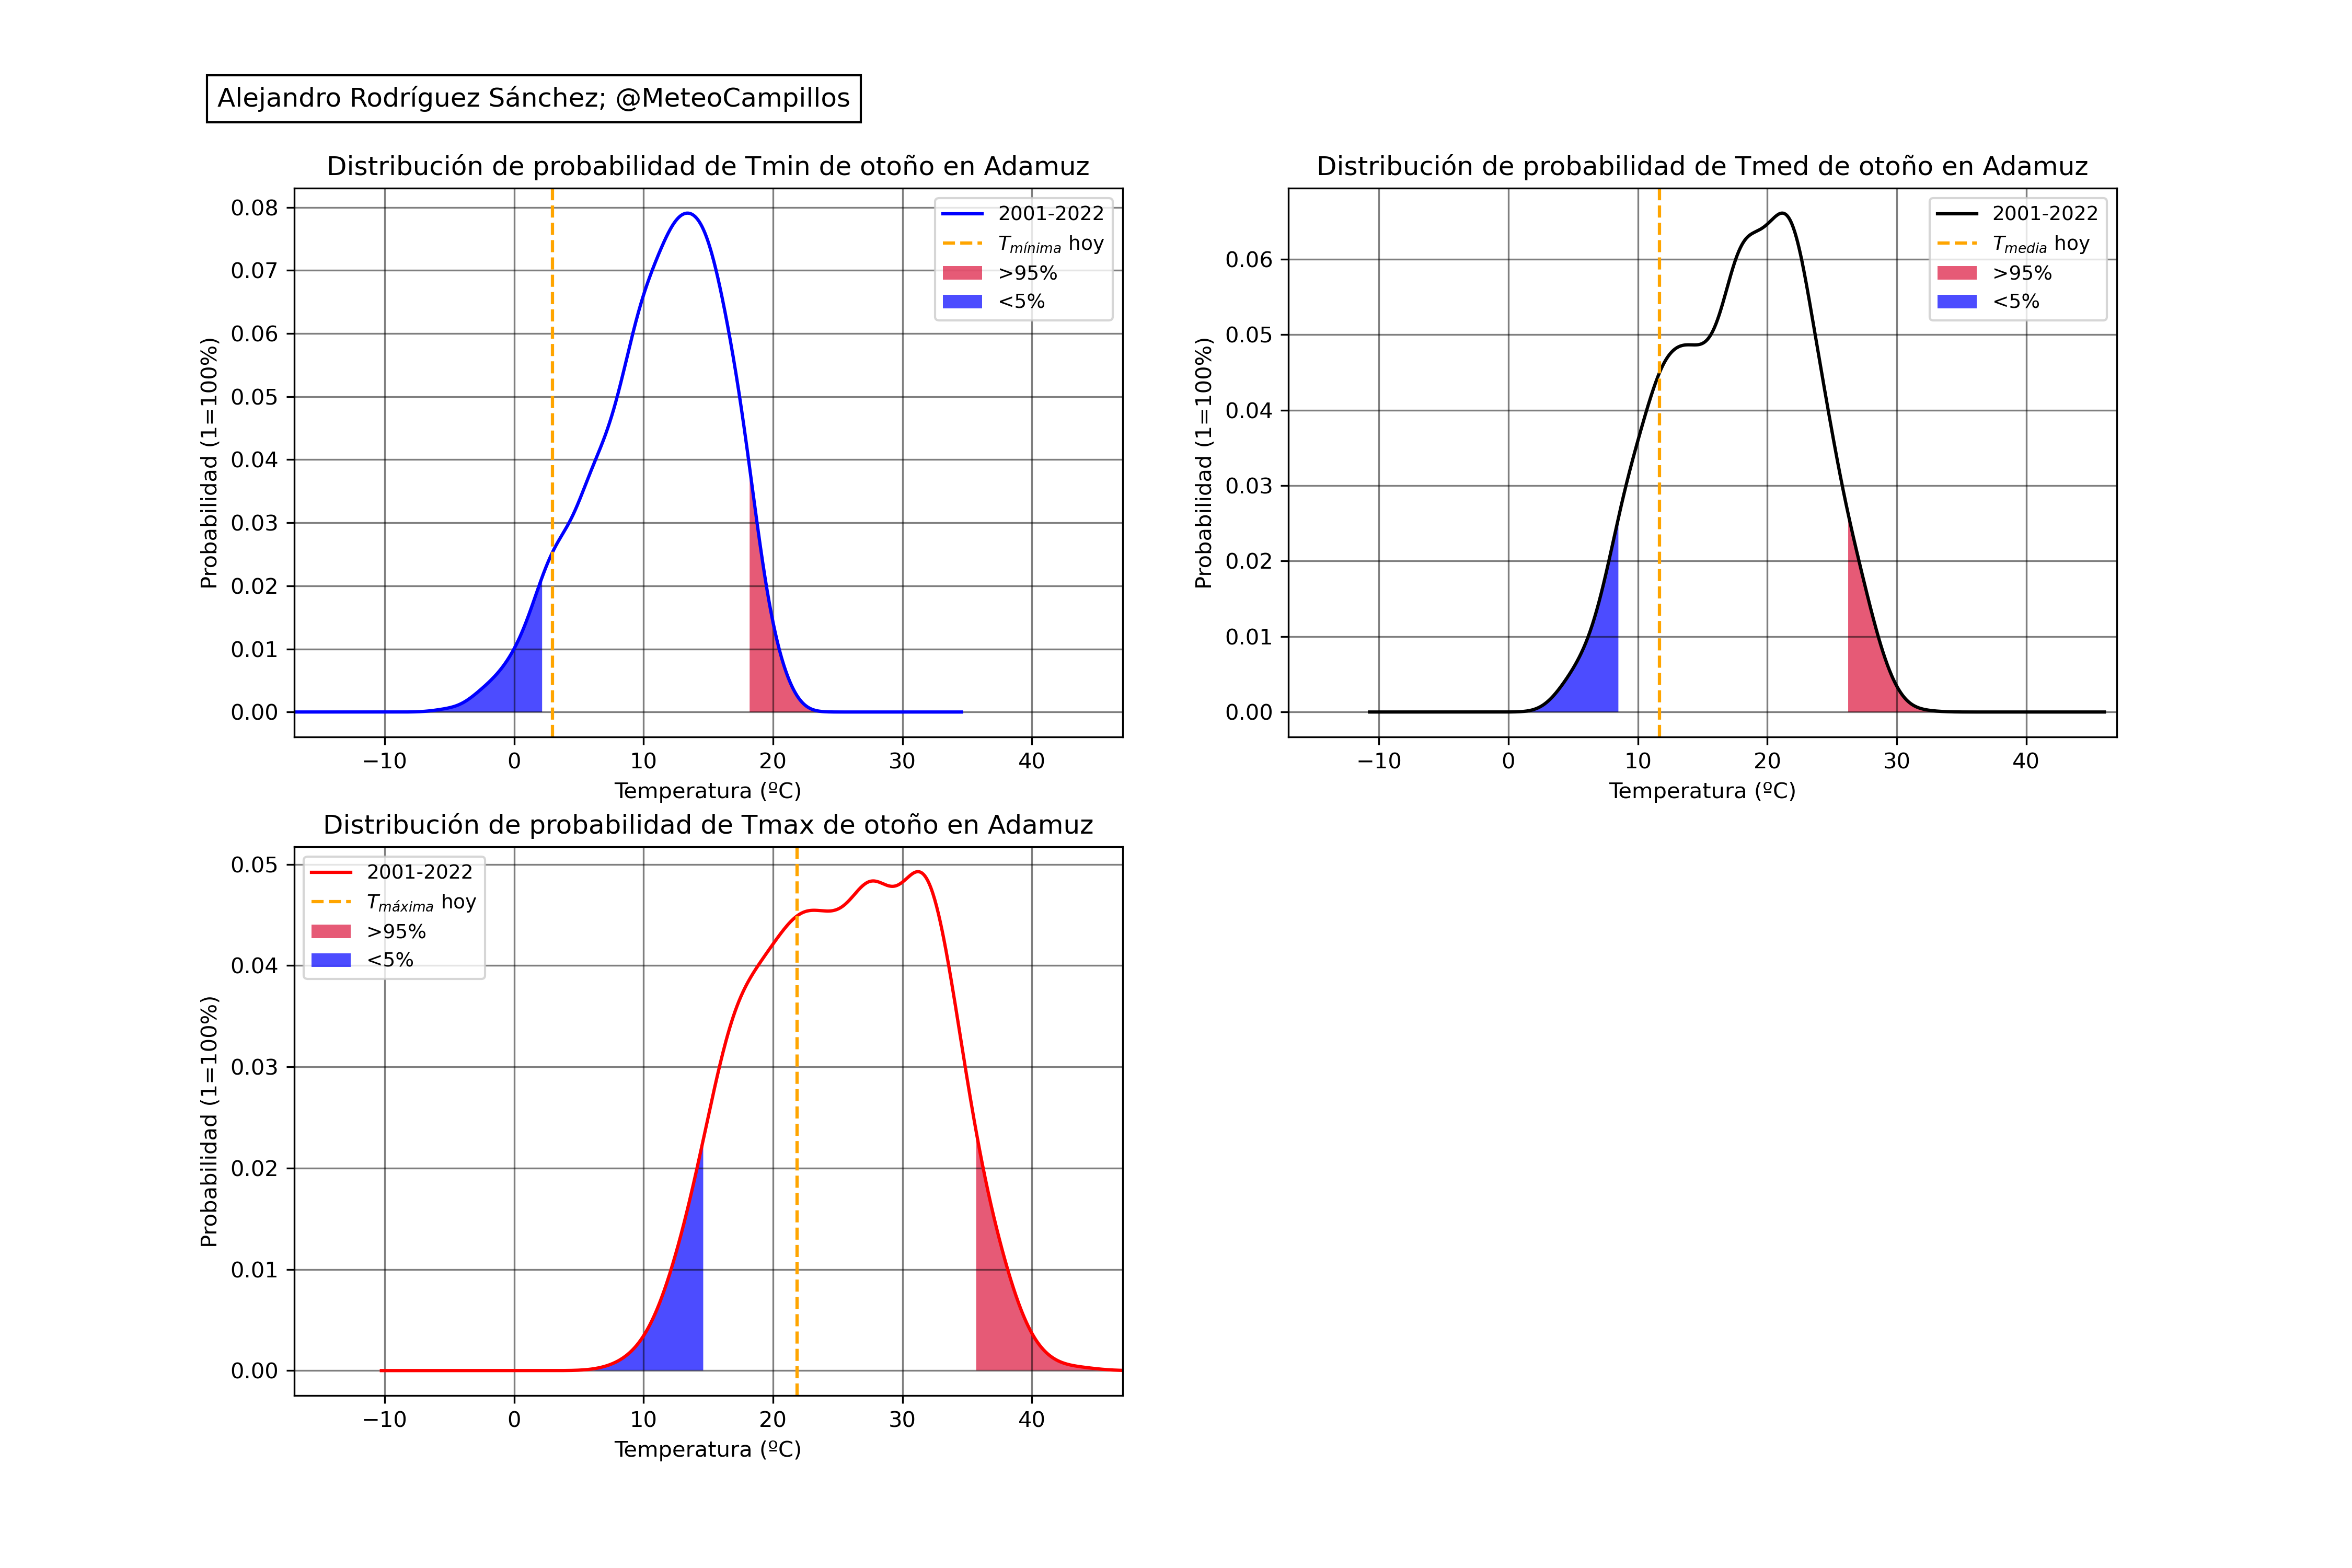 Alejandro Rodríguez Sánchez; @MeteoCampillos
Distribución de probabilidad de Tmin de otoño en Adamuz
Probabilidad (1=100%)
0.08
0.07
0.06
0.05
0.04
0.03
0.02
0.01
0.00
2001-2022
Tmínima hoy
>95%
<5%
−10 0 10 20 30 40
Temperatura (ºC)
Distribución de probabilidad de Tmed de otoño en Adamuz
Probabilidad (1=100%)
0.06
0.05
0.04
0.03
0.02
0.01
0.00
2001-2022
Tmedia hoy
>95%
<5%
−10 0 10 20 30 40
Temperatura (ºC)
Distribución de probabilidad de Tmax de otoño en Adamuz
Probabilidad (1=100%)
0.05
0.04
0.03
0.02
0.01
0.00
2001-2022
Tmáxima hoy
>95%
<5%
−10 0 10 20 30 40
Temperatura (ºC)